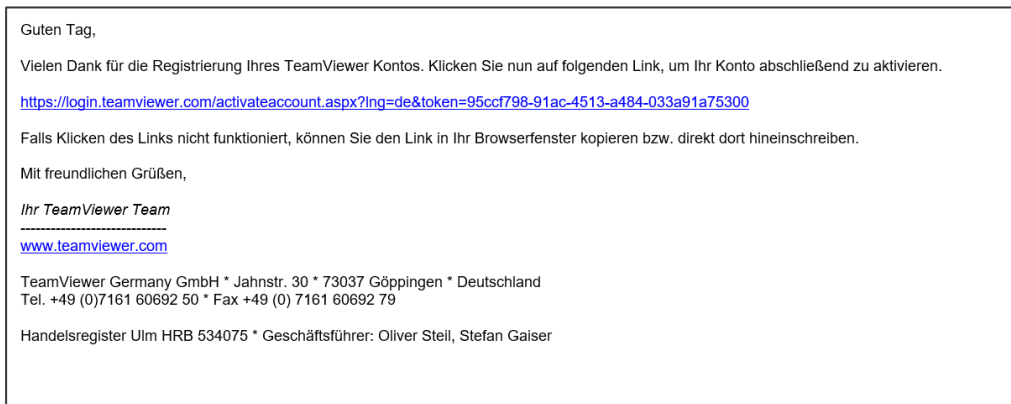 Guten Tag,
Vielen Dank für die Registrierung Ihres TeamViewer Kontos. Klicken Sie nun auf folgenden Link, um Ihr Konto abschließend zu aktivieren.
https://login.teamviewer.com/activateaccount.aspx?lng=de&token=95ccf798-91ac-4513-a484-033a91a75300
Falls Klicken des Links nicht funktioniert, können Sie den Link in Ihr Browserfenster kopieren bzw. direkt dort hineinschreiben.
Mit freundlichen Grüßen,
Ihr TeamViewer Team
-----------------------------
www.teamviewer.com
TeamViewer Germany GmbH * Jahnstr. 30 * 73037 Göppingen * Deutschland
Tel. +49 (0)7161 60692 50 * Fax +49 (0) 7161 60692 79
Handelsregister Ulm HRB 534075 * Geschäftsführer: Oliver Steil, Stefan Gaiser